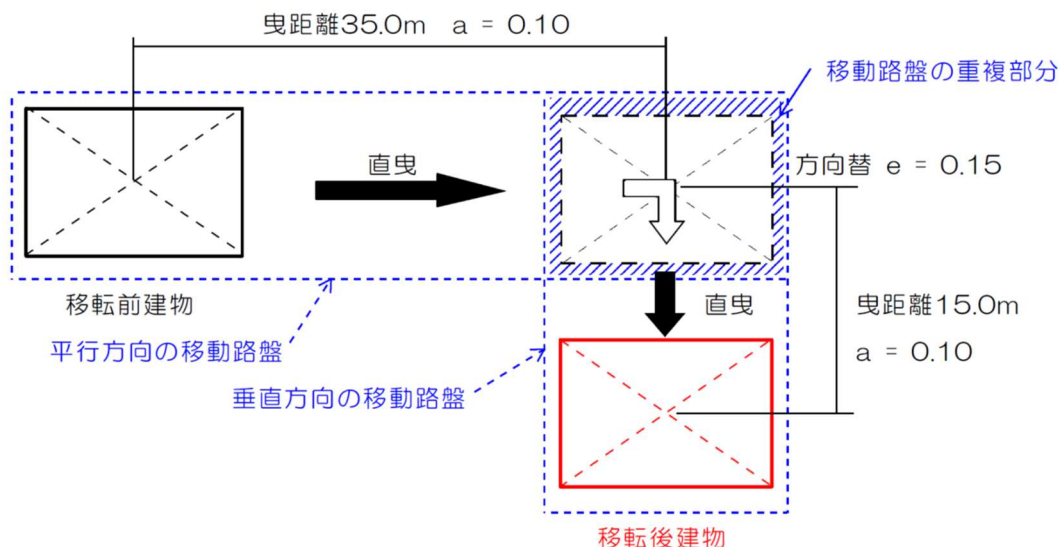 曳距離35.0m a = 0.10
移動路盤の重複部分
直曳
方向替 e = 0.15
移転前建物
直曳
曳距離15.0m
a = 0.10
平行方向の移動路盤
垂直方向の移動路盤
移転後建物